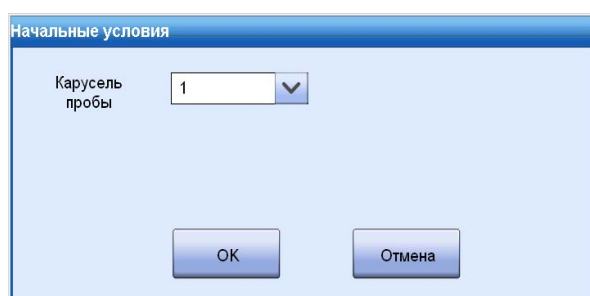 Начальные условия
Карусель
пробы
1
OK
Отмена